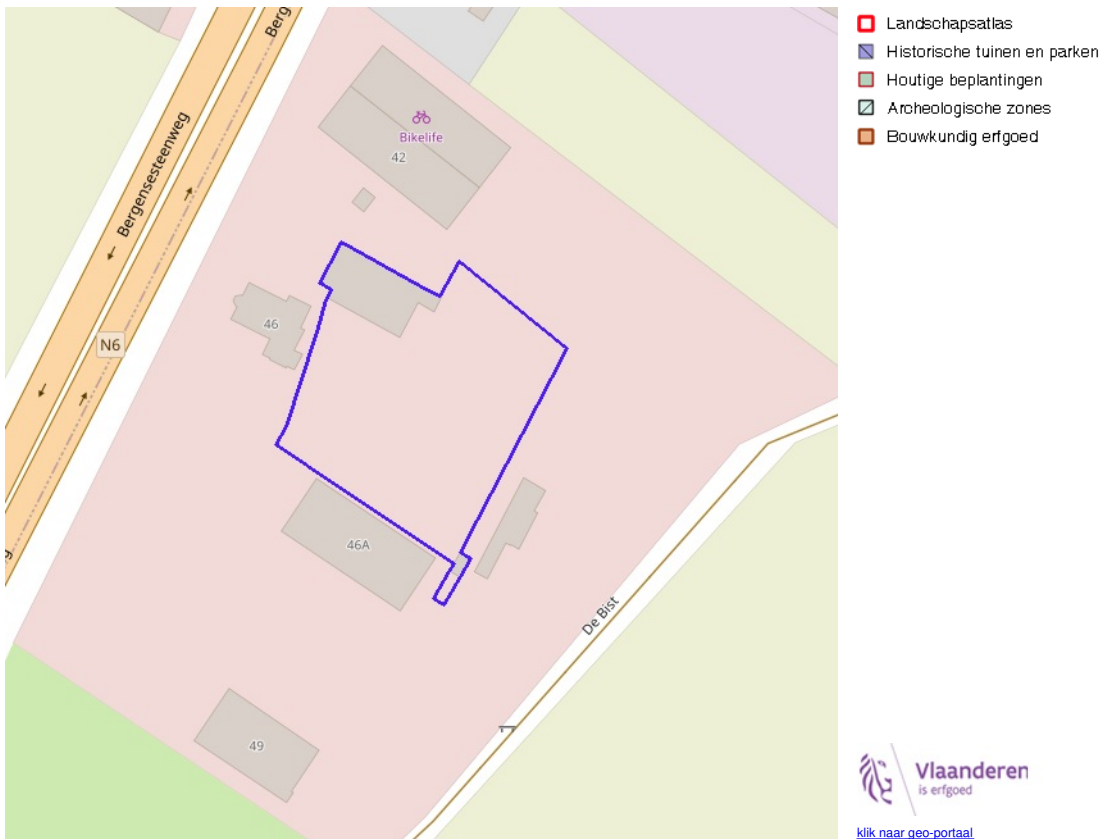 Landschapsatlas
Historische tuinen en parken
Houtige beplantingen
Archeologische zones
Bouwkundig erfgoed
Berg
Bergensesteenweg
Bikelife
42
46
N6
46A
De Bist
49
Vlaanderen
is erfgoed
klik naar geo-portaal